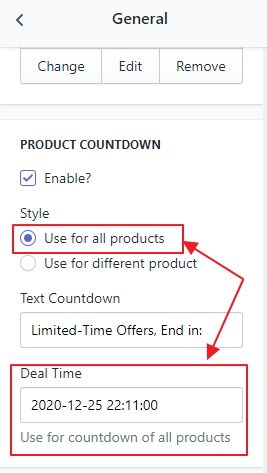 General
Change Edit Remove
PRODUCT COUNTDOWN
Enable?
Style
Use for all products
Use for different product
Text Countdown
Limited-Time Offers, End in:
Deal Time
2020-12-25 22:11:00
Use for countdown of all products